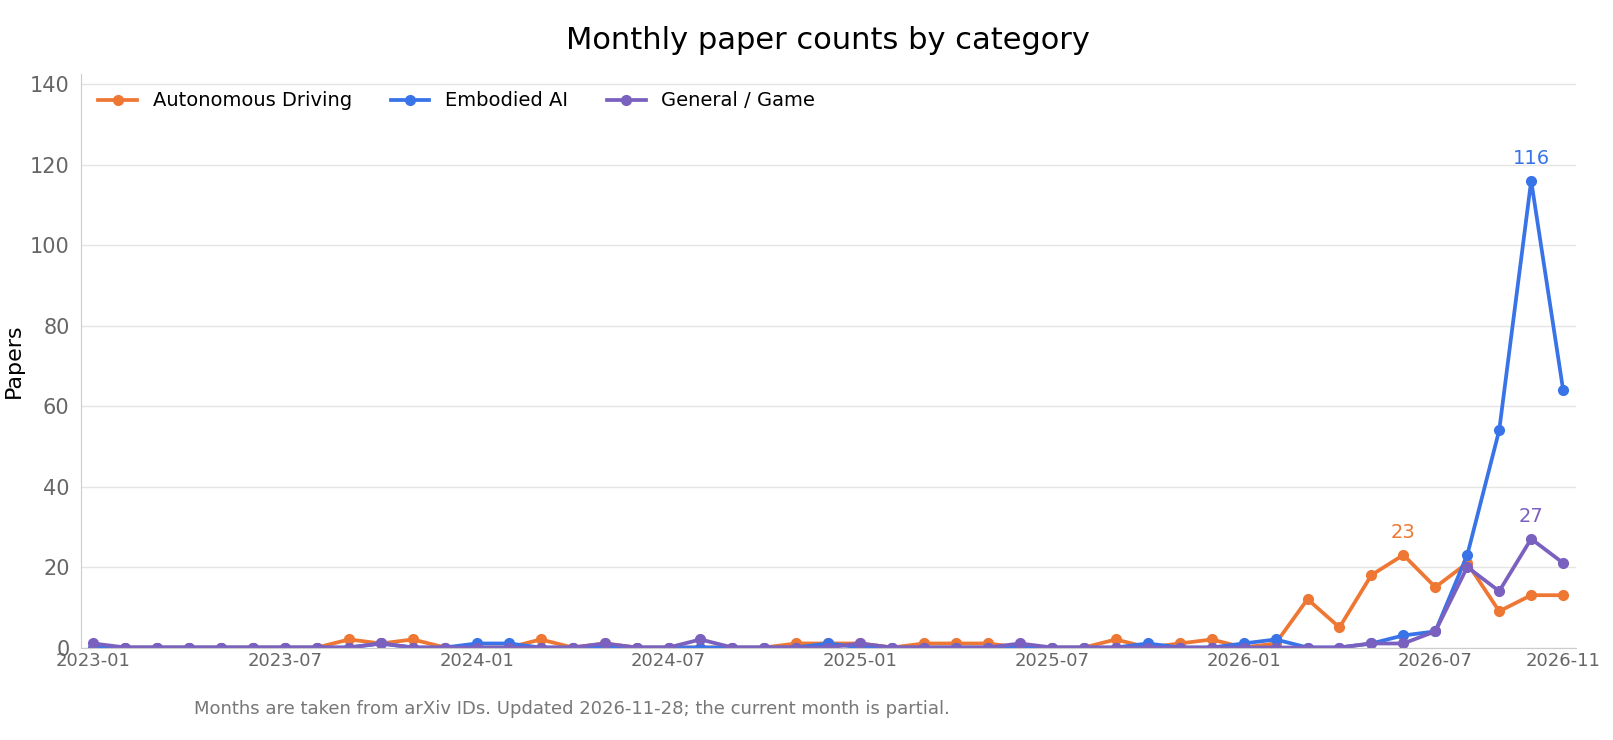 Monthly paper counts by category
Autonomous Driving Embodied AI General / Game
140
120
100
80
60
40
20
0
Papers
116
27
23
2023-01 2023-07 2024-01 2024-07 2025-01 2025-07 2026-01 2026-07 2026-11
Months are taken from arXiv IDs. Updated 2026-11-28; the current month is partial.